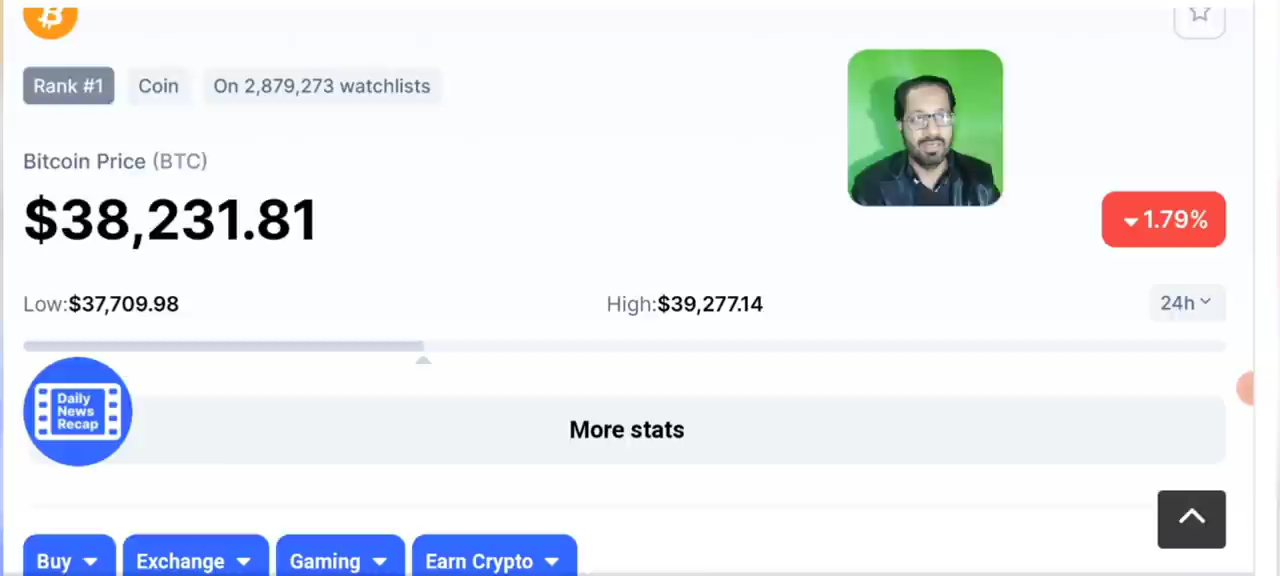 Rank #1 Coin On 2,879,273 watchlists
Bitcoin Price (BTC)
$38,231.81
1.79%
Low:$37,709.98 High:$39,277.14 24h
Daily
News
Recap
More stats
Buy Exchange Gaming Earn Crypto